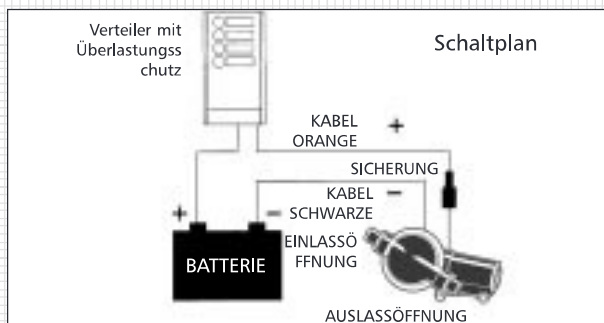 Verteiler mit
Überlastungss
chutz
Schaltplan
KABEL +
ORANGE
SICHERUNG
KABEL −
SCHWARZE
+ −
EINLASSÖ
FFNUNG
BATTERIE
AUSLASSÖFFNUNG